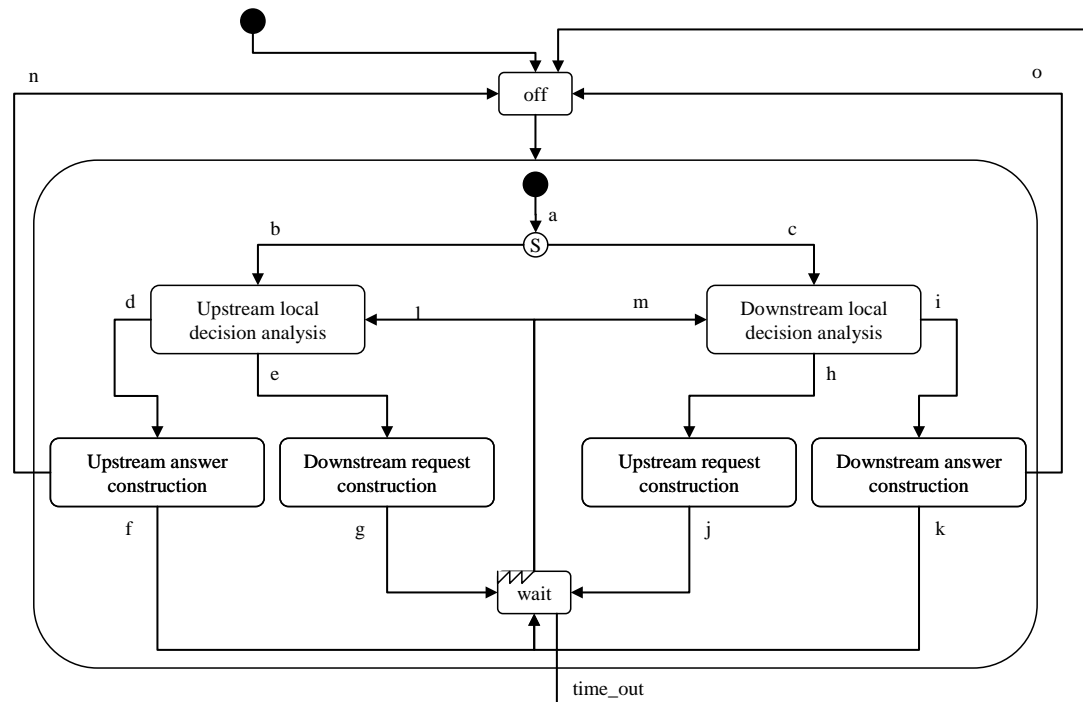 n
o
off
a
b
S
c
d
Upstream local
decision analysis
l
m
Downstream local
decision analysis
i
e
h
Upstream answer
construction
Downstream request
construction
Upstream request
construction
Downstream answer
construction
f
g
j
k
wait
time_out